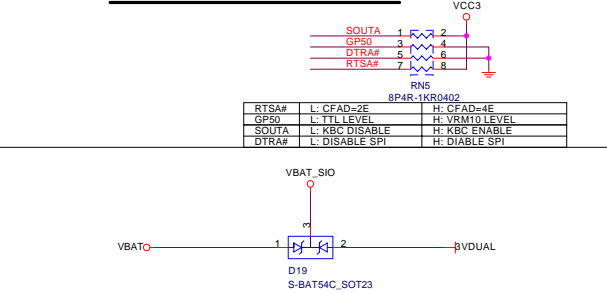 VCC3
SOUTA 1 2
GP50 3 4
DTRA# 5 6
RTSA# 7 8
RN5
8P4R-1KR0402
RTSA# L: CFAD=2E H: CFAD=4E
GP50 L: TTL LEVEL H: VRM10 LEVEL
SOUTA L: KBC DISABLE H: KBC ENABLE
DTRA# L: DISABLE SPI H: DIABLE SPI
VBAT_SIO
3
VBAT 1 2 3VDUAL
D19
S-BAT54C_SOT23